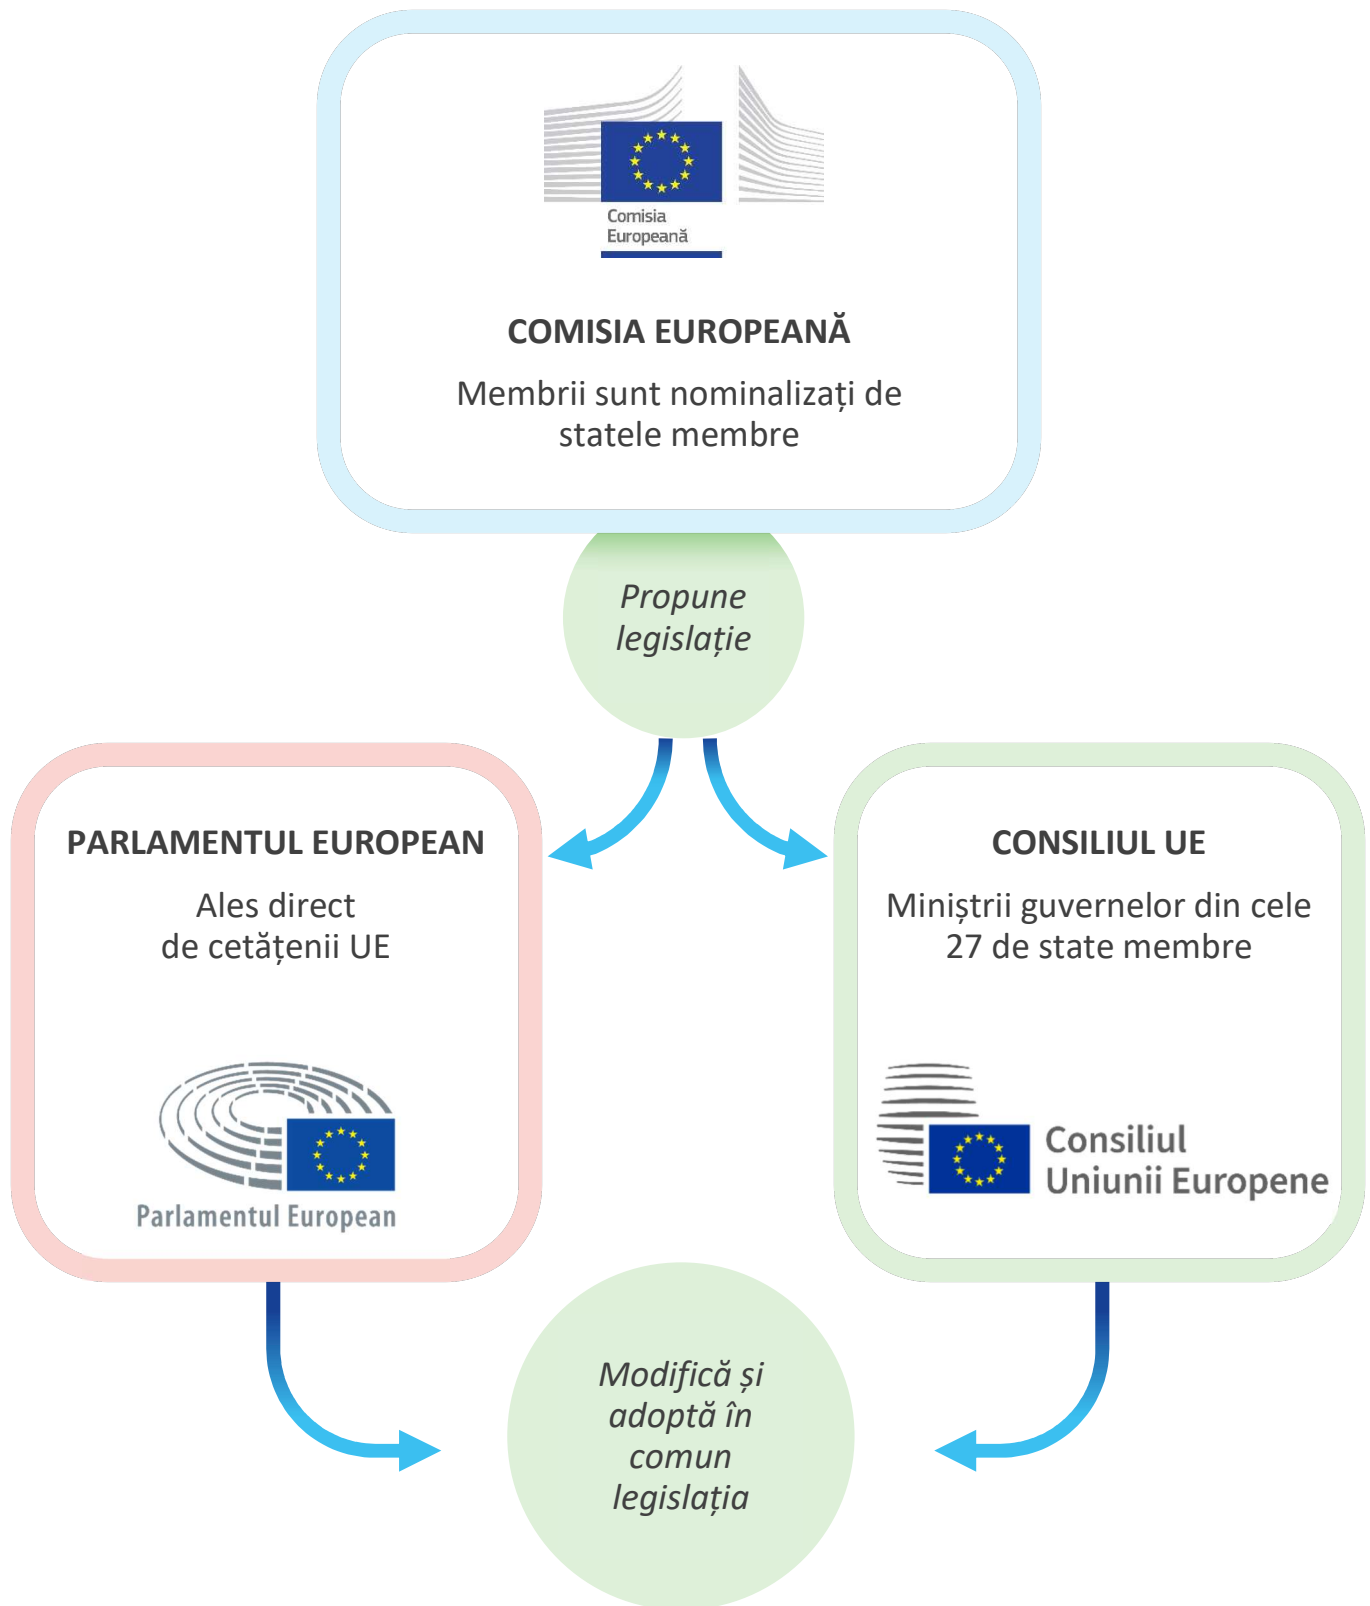 Comisia
Europeană
COMISIA EUROPEANĂ
Membrii sunt nominalizați de
statele membre
Propune
legislație
PARLAMENTUL EUROPEAN
Ales direct
de cetățenii UE
Parlamentul European
CONSILIUL UE
Miniștrii guvernelor din cele
27 de state membre
Consiliul
Uniunii Europene
Modifică și
adoptă în
comun
legislația